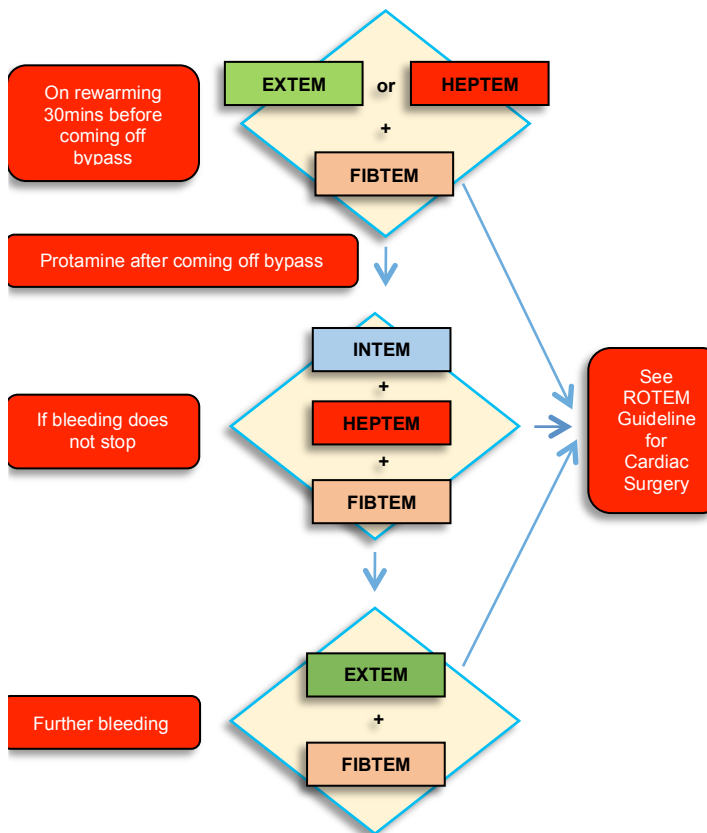 EXTEM or HEPTEM
On rewarming
30mins before
coming off
bypass
+
FIBTEM
Protamine after coming off bypass
INTEM
+
If bleeding does
not stop
HEPTEM
+
FIBTEM
See
ROTEM
Guideline
for
Cardiac
Surgery
EXTEM
+
Further bleeding
FIBTEM